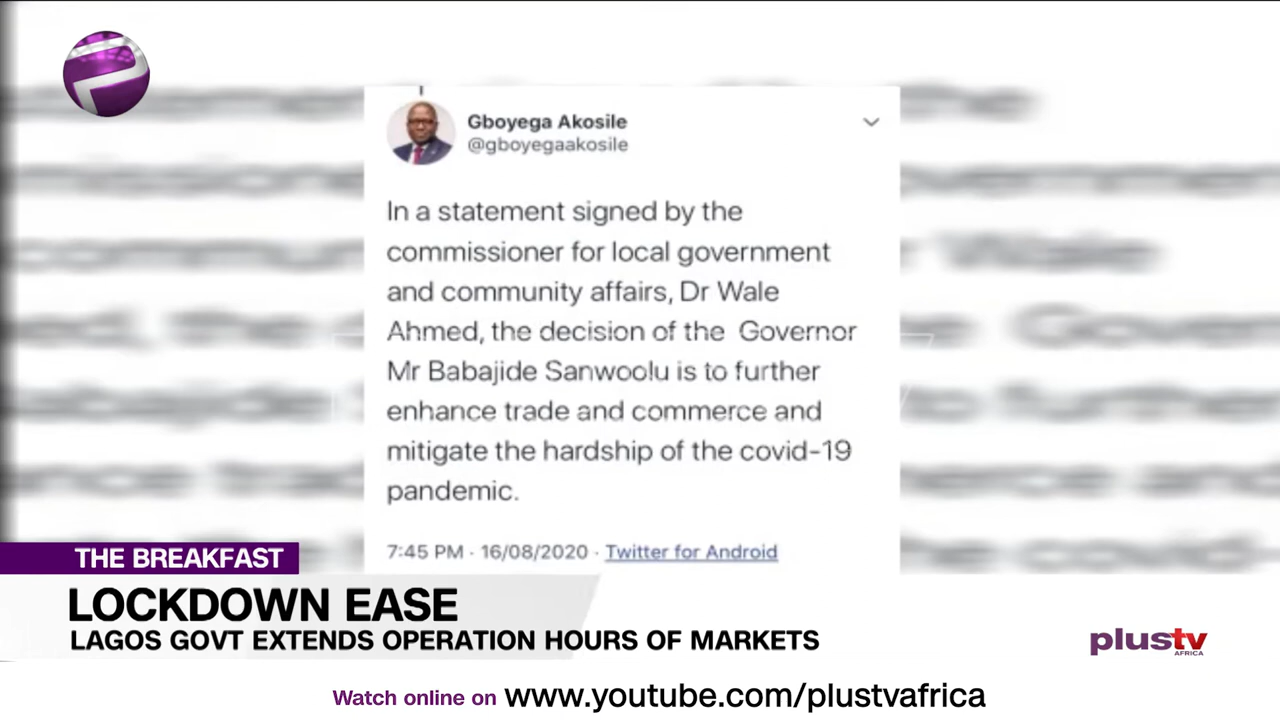 Gboyega Akosile
@gboyegaakosile
In a statement signed by the
commissioner for local government
and community affairs, Dr Wale
Ahmed, the decision of the  Governor
Mr Babajide Sanwoolu is to further
enhance trade and commerce and
mitigate the hardship of the covid-19
pandemic.
7:45 PM · 16/08/2020 · Twitter for Android
THE BREAKFAST
LOCKDOWN EASE
LAGOS GOVT EXTENDS OPERATION HOURS OF MARKETS
plustv
AFRICA
Watch online on www.youtube.com/plustvafrica